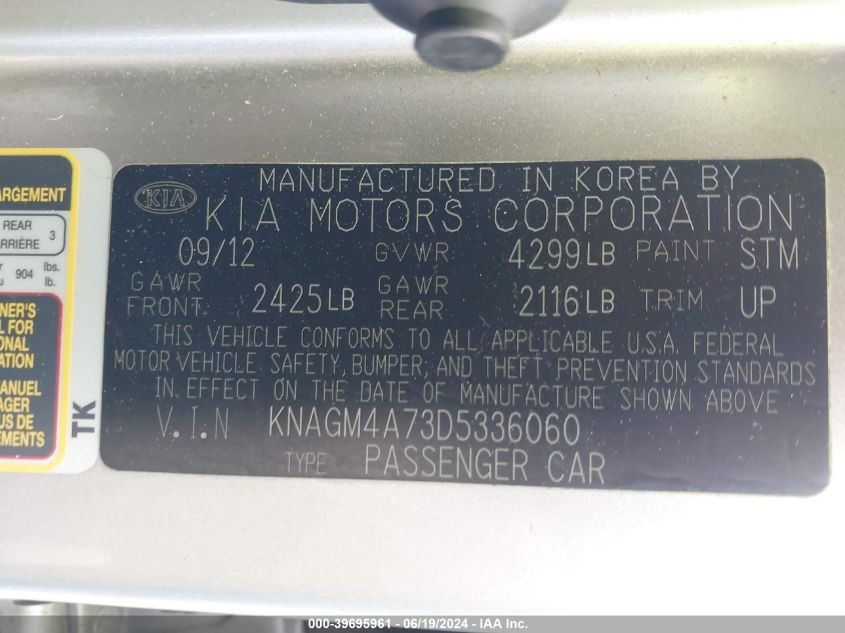 MANUFACTURED IN KOREA BY
KIA KIA MOTORS CORPORATION
09/12 GVWR 4299LB PAINT STM
GAWR FRONT 2425LB GAWR REAR 2116LB TRIM UP
THIS VEHICLE CONFORMS TO ALL APPLICABLE U.S.A. FEDERAL
MOTOR VEHICLE SAFETY, BUMPER, AND THEFT PREVENTION STANDARDS
IN EFFECT ON THE DATE OF MANUFACTURE SHOWN ABOVE
V.I.N KNAGM4A73D5336060
TYPE PASSENGER CAR
ARGEMENT
REAR
ARRIÈRE 3
904 lbs.
lb.
NER'S
L FOR
ONAL
ATION
MANUEL
AGER
US DE
TK
000-39695961 - 06/19/2024 - IAA Inc.